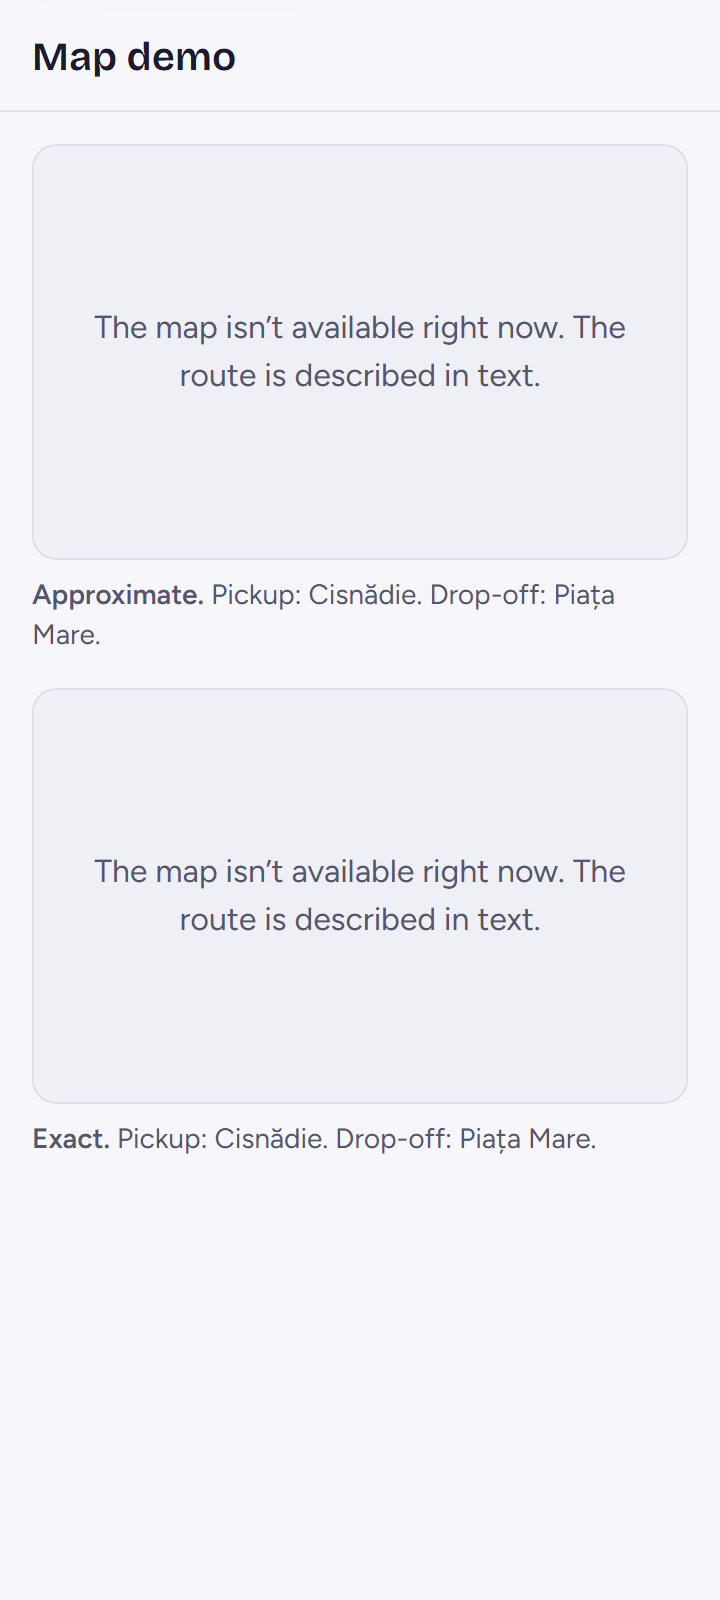 Map demo
The map isn’t available right now. The
route is described in text.
Approximate. Pickup: Cisnădie. Drop-off: Piața
Mare.
The map isn’t available right now. The
route is described in text.
Exact. Pickup: Cisnădie. Drop-off: Piața Mare.